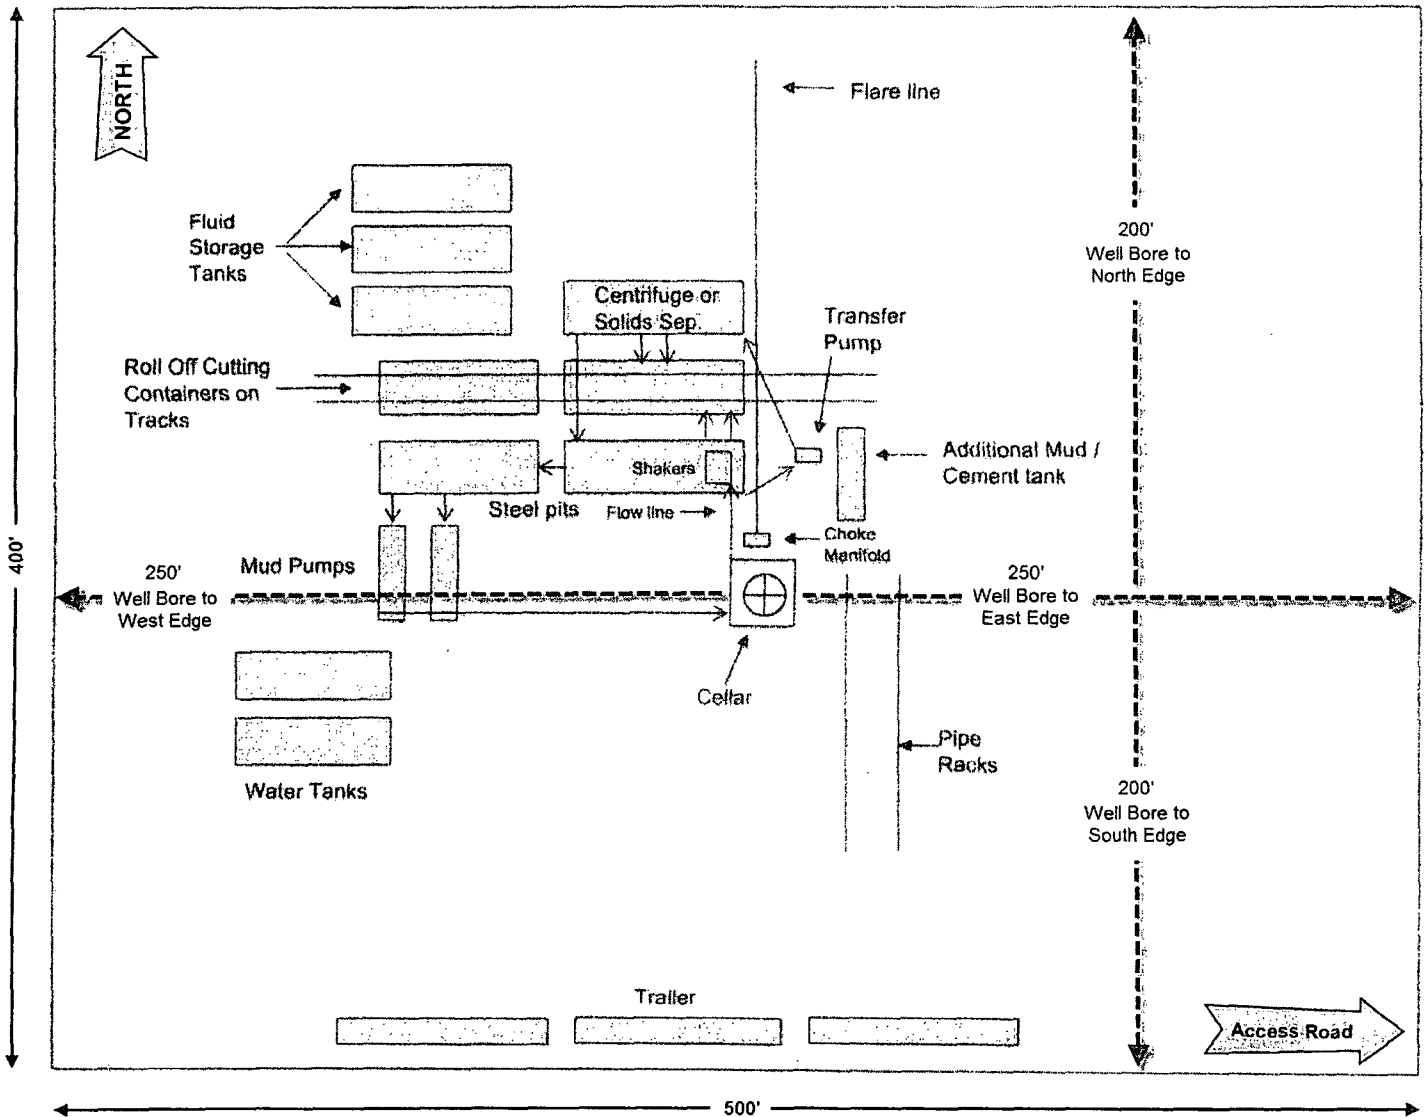 NORTH
Flare line
Fluid
Storage
Tanks
200'
Well Bore to
North Edge
Centrifuge or
Solids Sep.
Transfer
Pump
Roll Off Cutting
Containers on
Tracks
Shakers
Additional Mud /
Cement tank
Steel pits
Flow line
Choke
Manifold
400'
Mud Pumps
250'
Well Bore to
West Edge
250'
Well Bore to
East Edge
Cellar
Pipe
Racks
Water Tanks
200'
Well Bore to
South Edge
Trailer
Access Road
500'